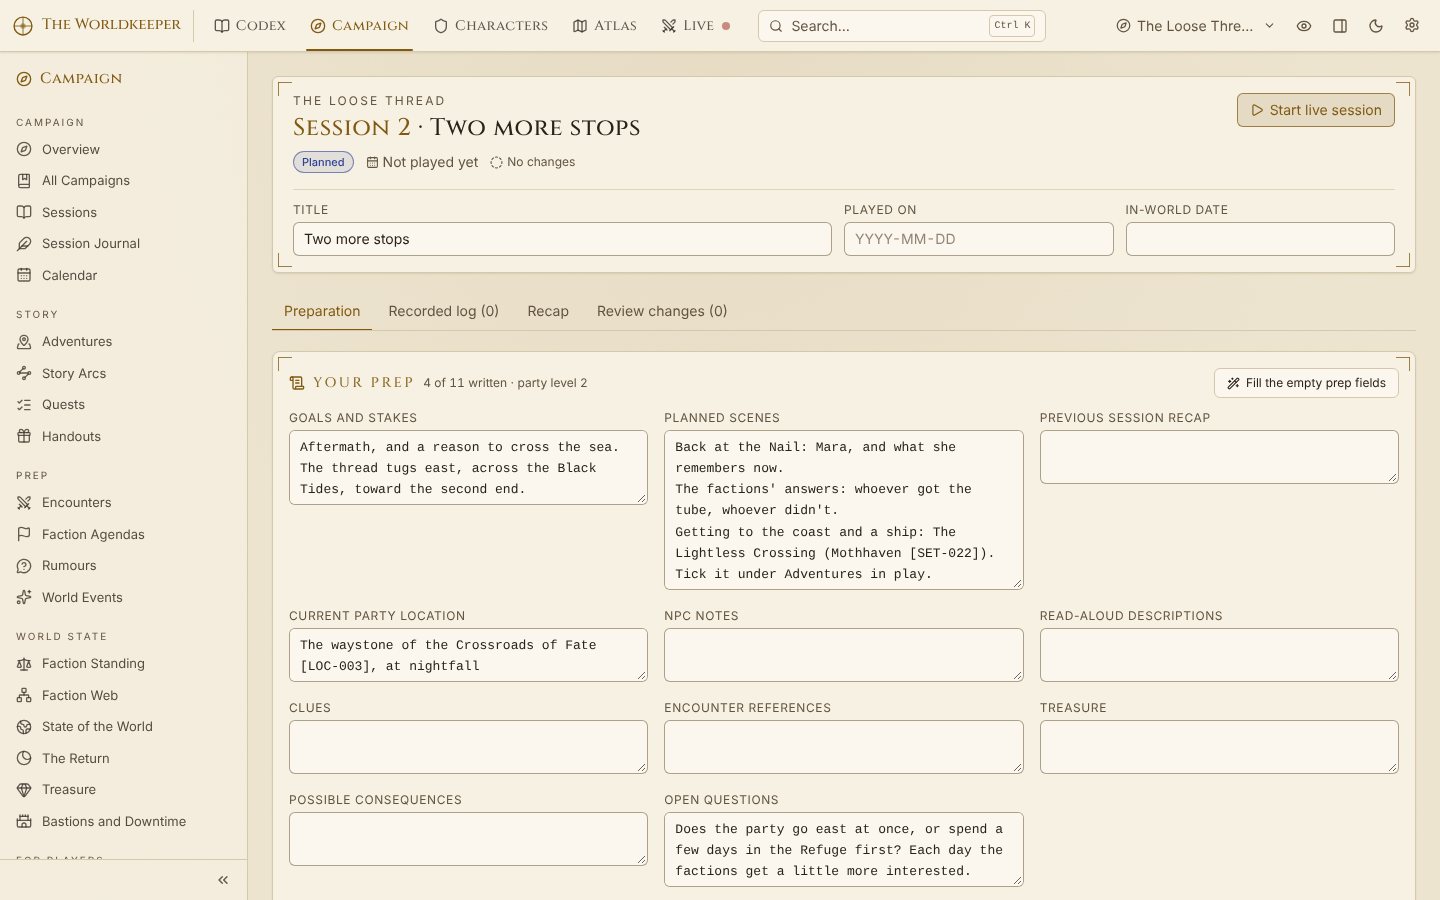 The Worldkeeper
Codex
Campaign
Characters
Atlas
Live
Search...
Ctrl K
The Loose Thre...
Campaign
CAMPAIGN
Overview
All Campaigns
Sessions
Session Journal
Calendar
STORY
Adventures
Story Arcs
Quests
Handouts
PREP
Encounters
Faction Agendas
Rumours
World Events
WORLD STATE
Faction Standing
Faction Web
State of the World
The Return
Treasure
Bastions and Downtime
FOR PLAYERS
THE LOOSE THREAD
Session 2 · Two more stops
Start live session
Planned
Not played yet
No changes
TITLE
Two more stops
PLAYED ON
YYYY-MM-DD
IN-WORLD DATE
Preparation
Recorded log (0)
Recap
Review changes (0)
YOUR PREP
4 of 11 written · party level 2
Fill the empty prep fields
GOALS AND STAKES
Aftermath, and a reason to cross the sea.
The thread tugs east, across the Black
Tides, toward the second end.
PLANNED SCENES
Back at the Nail: Mara, and what she
remembers now.
The factions' answers: whoever got the
tube, whoever didn't.
Getting to the coast and a ship: The
Lightless Crossing (Mothhaven [SET-022]).
Tick it under Adventures in play.
PREVIOUS SESSION RECAP
CURRENT PARTY LOCATION
The waystone of the Crossroads of Fate
[LOC-003], at nightfall
NPC NOTES
READ-ALOUD DESCRIPTIONS
CLUES
ENCOUNTER REFERENCES
TREASURE
POSSIBLE CONSEQUENCES
OPEN QUESTIONS
Does the party go east at once, or spend a
few days in the Refuge first? Each day the
factions get a little more interested.